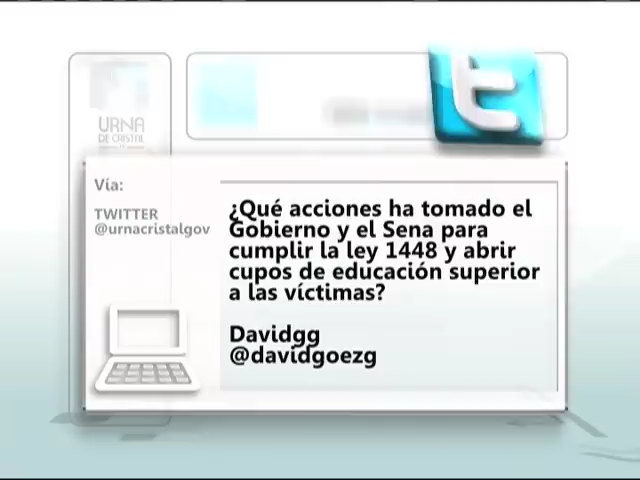 URNA
DE CRISTAL
Vía:
TWITTER
@urnacristalgov
¿Qué acciones ha tomado el
Gobierno y el Sena para
cumplir la ley 1448 y abrir
cupos de educación superior
a las víctimas?
Davidgg
@davidgoezg